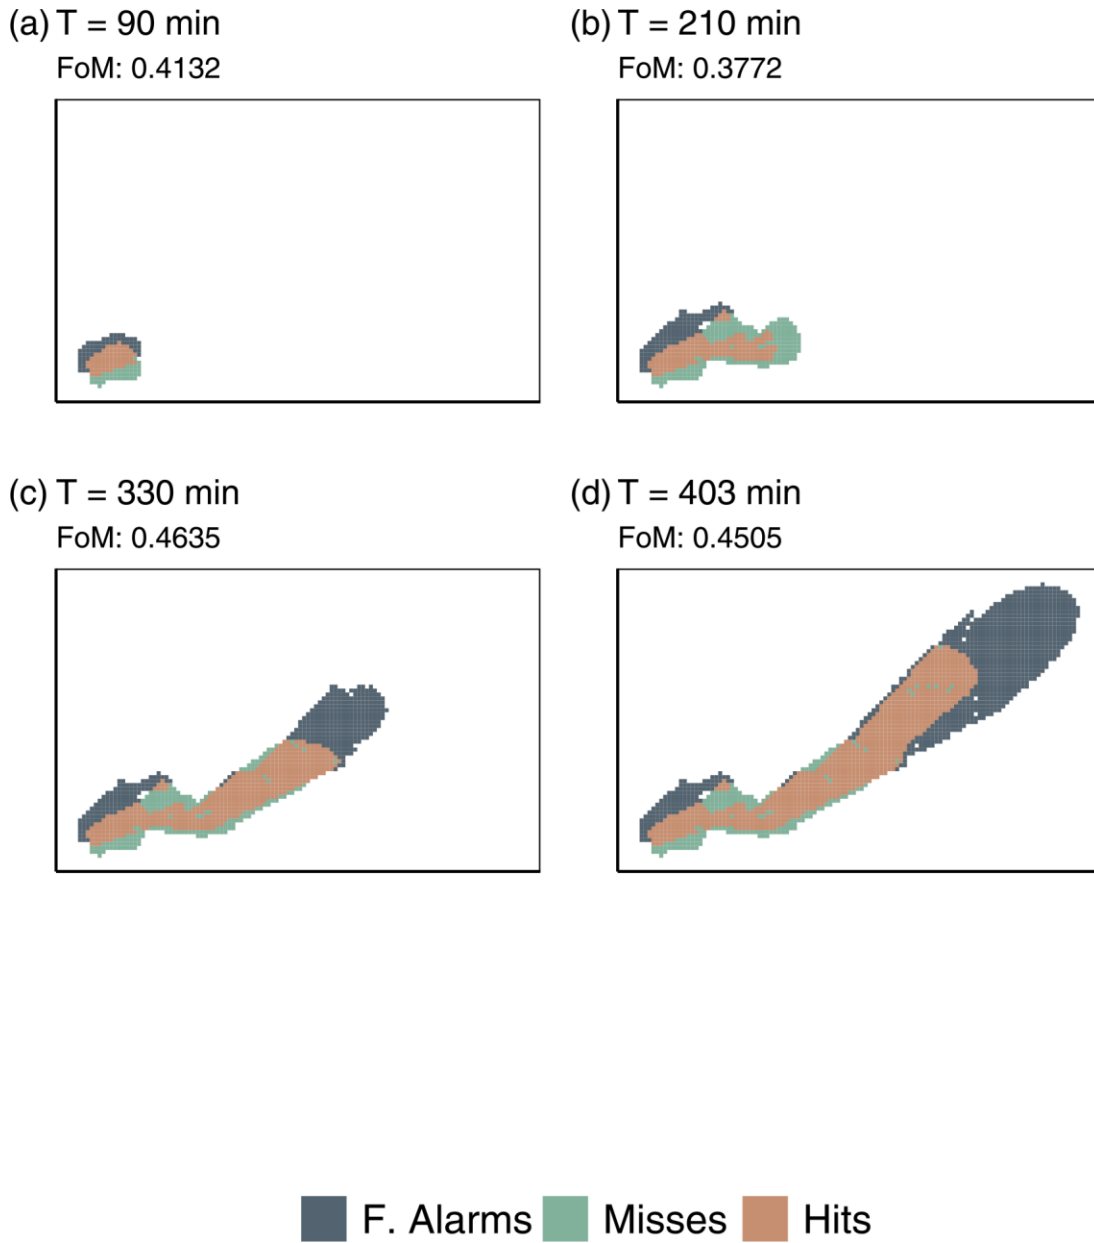 (a) T = 90 min
FoM: 0.4132
(b) T = 210 min
FoM: 0.3772
(c) T = 330 min
FoM: 0.4635
(d) T = 403 min
FoM: 0.4505
F. Alarms Misses Hits